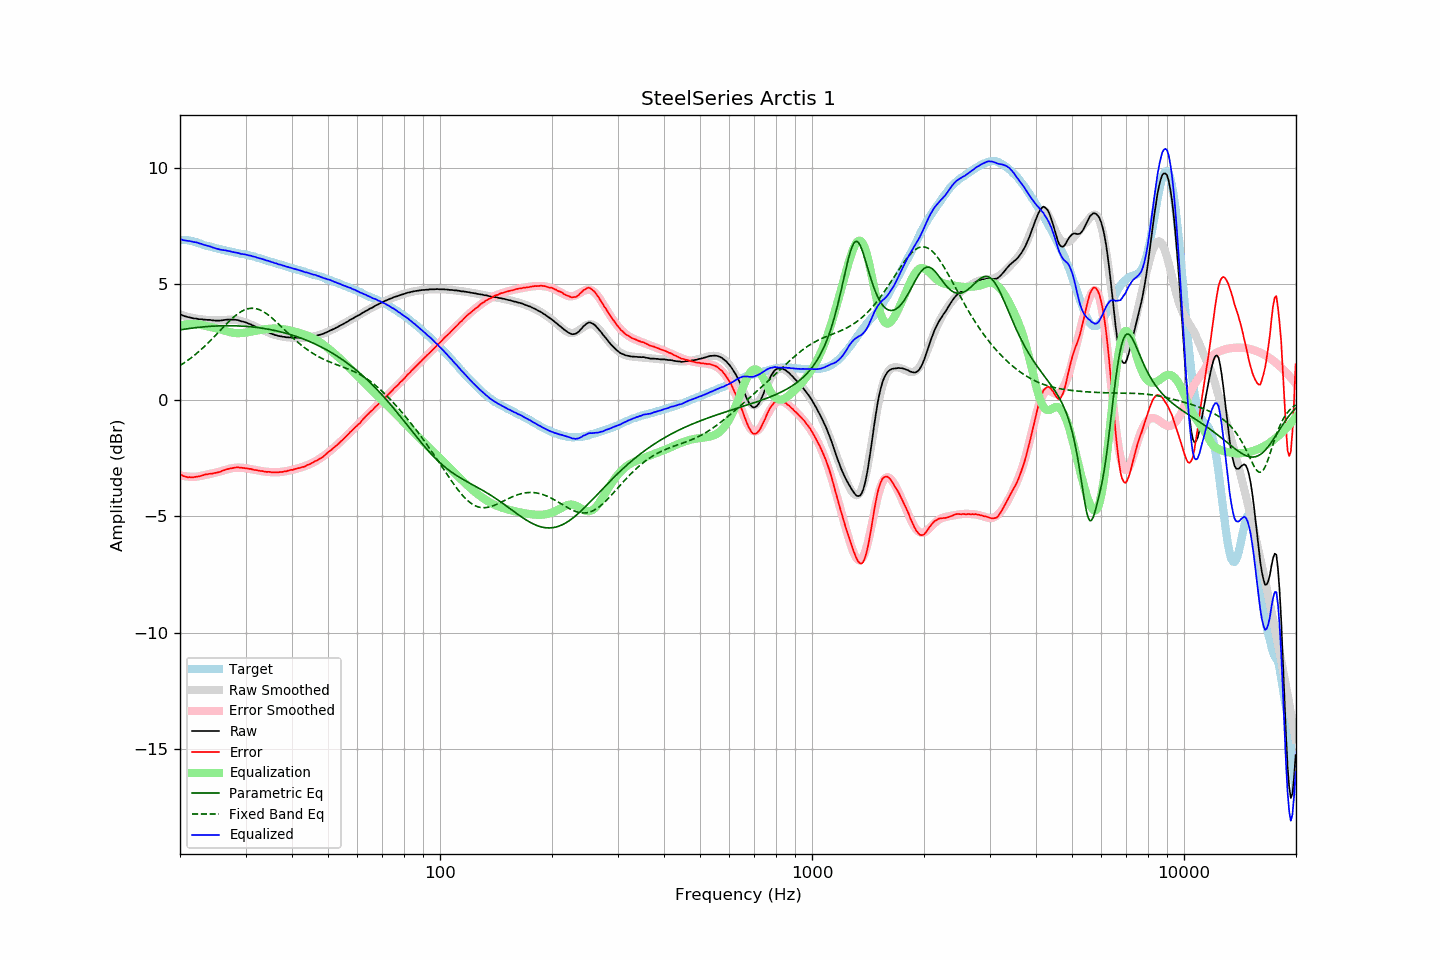 SteelSeries Arctis 1
Amplitude (dBr)
10
5
0
−5
−10
−15
Target
Raw Smoothed
Error Smoothed
Raw
Error
Equalization
Parametric Eq
Fixed Band Eq
Equalized
100
1000
10000
Frequency (Hz)